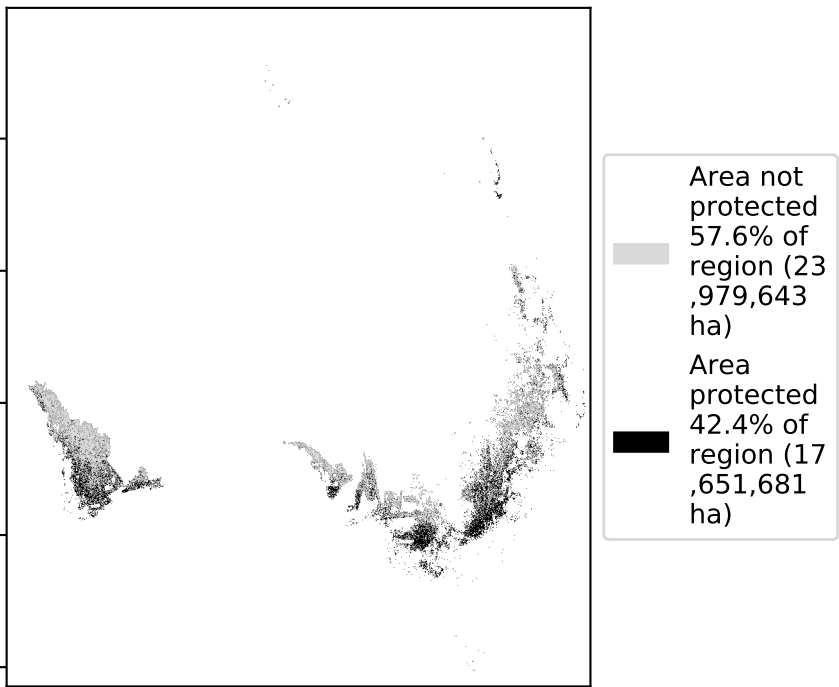 Area not
protected
57.6% of
region (23
,979,643
ha)
Area
protected
42.4% of
region (17
,651,681
ha)